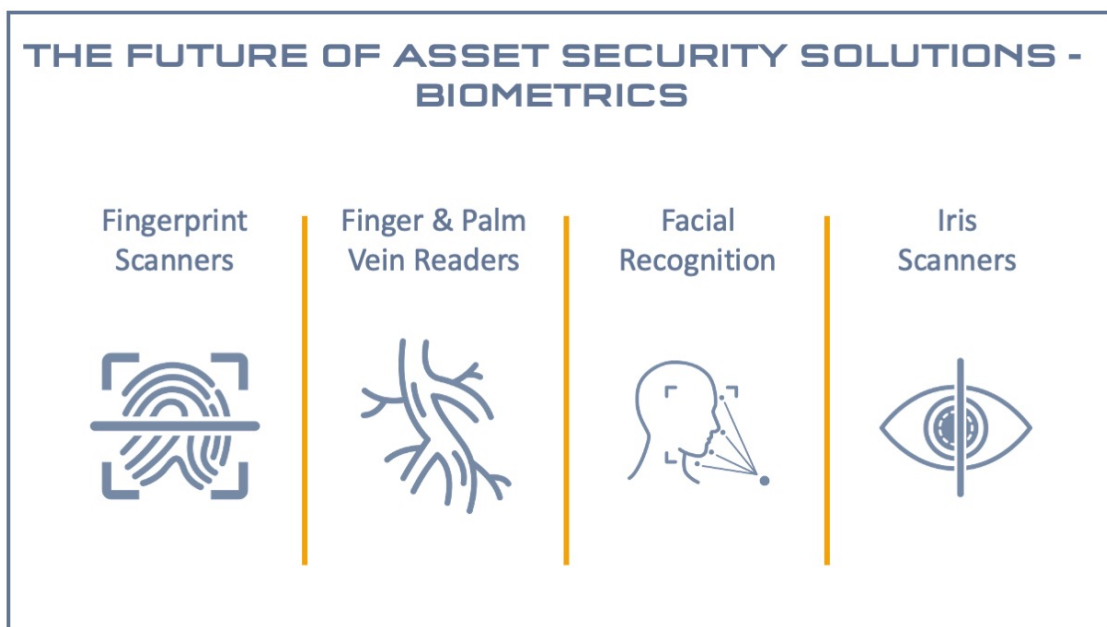 THE FUTURE OF ASSET SECURITY SOLUTIONS -
BIOMETRICS
Fingerprint
Scanners
Finger & Palm
Vein Readers
Facial
Recognition
Iris
Scanners